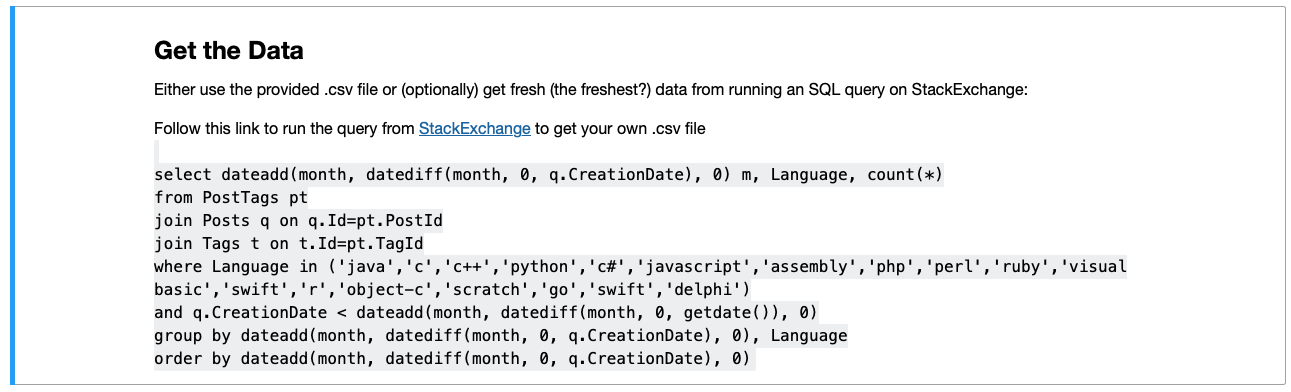 Get the Data
Either use the provided .csv file or (optionally) get fresh (the freshest?) data from running an SQL query on StackExchange:
Follow this link to run the query from StackExchange to get your own .csv file
select dateadd(month, datediff(month, 0, q.CreationDate), 0) m, Language, count(*)
from PostTags pt
join Posts q on q.Id=pt.PostId
join Tags t on t.Id=pt.TagId
where Language in ('java','c','c++','python','c#','javascript','assembly','php','perl','ruby','visual
basic','swift','r','object-c','scratch','go','swift','delphi')
and q.CreationDate < dateadd(month, datediff(month, 0, getdate()), 0)
group by dateadd(month, datediff(month, 0, q.CreationDate), 0), Language
order by dateadd(month, datediff(month, 0, q.CreationDate), 0)